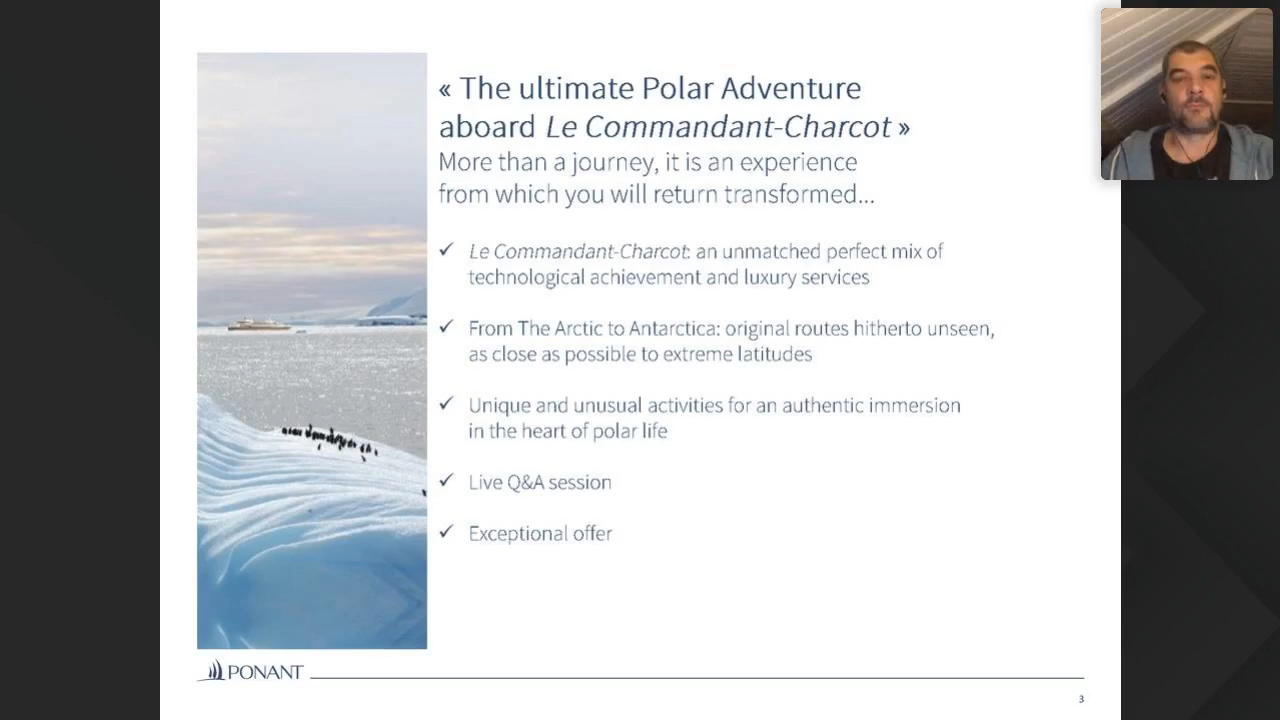 « The ultimate Polar Adventure
aboard Le Commandant-Charcot »
More than a journey, it is an experience
from which you will return transformed...
✓ Le Commandant-Charcot: an unmatched perfect mix of
technological achievement and luxury services
✓ From The Arctic to Antarctica: original routes hitherto unseen,
as close as possible to extreme latitudes
✓ Unique and unusual activities for an authentic immersion
in the heart of polar life
✓ Live Q&A session
✓ Exceptional offer
PONANT
3